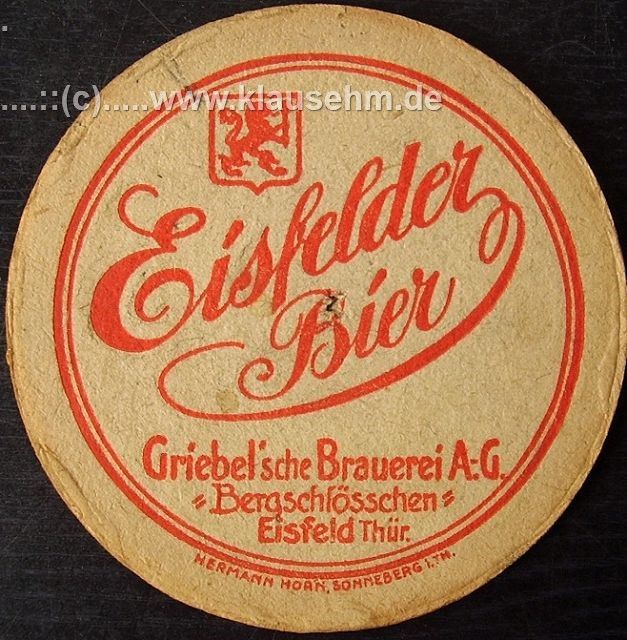 .
.....::(c).....www.klausehm.de
Eisfelder
Bier
Griebel'sche Brauerei A:G.
"Bergschlösschen"
Eisfeld Thür.
HERMANN HORN, SONNEBERG I. TH.